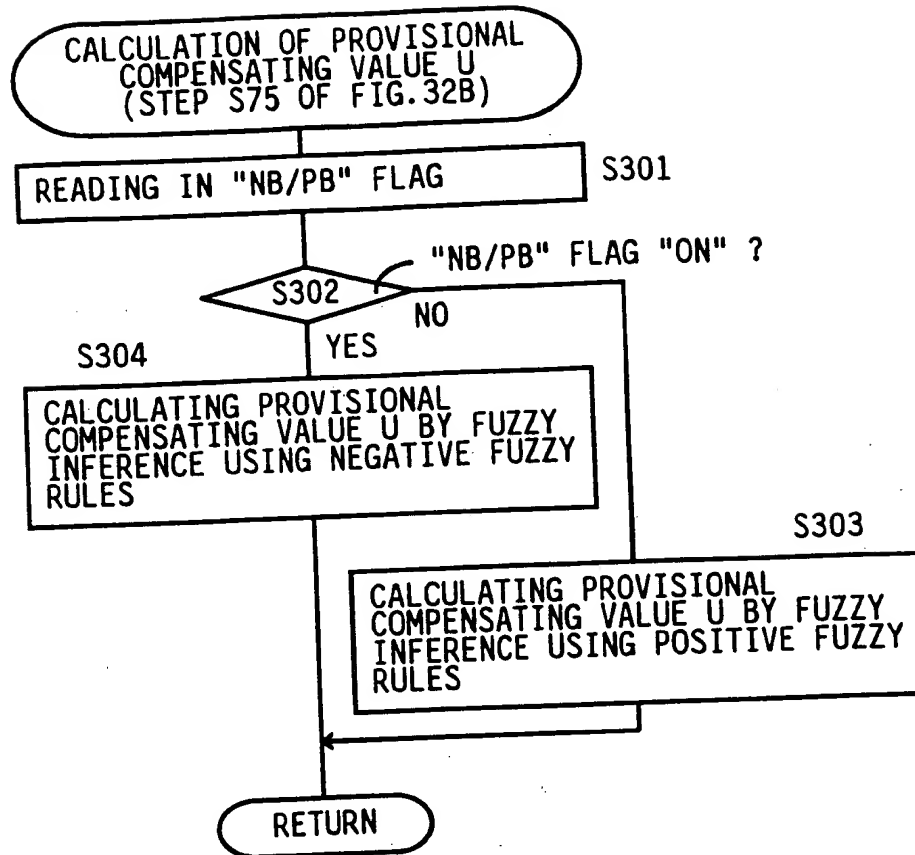 CALCULATION OF PROVISIONAL
COMPENSATING VALUE U
(STEP S75 OF FIG.32B)
READING IN "NB/PB" FLAG
S301
"NB/PB" FLAG "ON" ?
S302
NO
YES
S304
CALCULATING PROVISIONAL
COMPENSATING VALUE U BY FUZZY
INFERENCE USING NEGATIVE FUZZY
RULES
S303
CALCULATING PROVISIONAL
COMPENSATING VALUE U BY FUZZY
INFERENCE USING POSITIVE FUZZY
RULES
RETURN